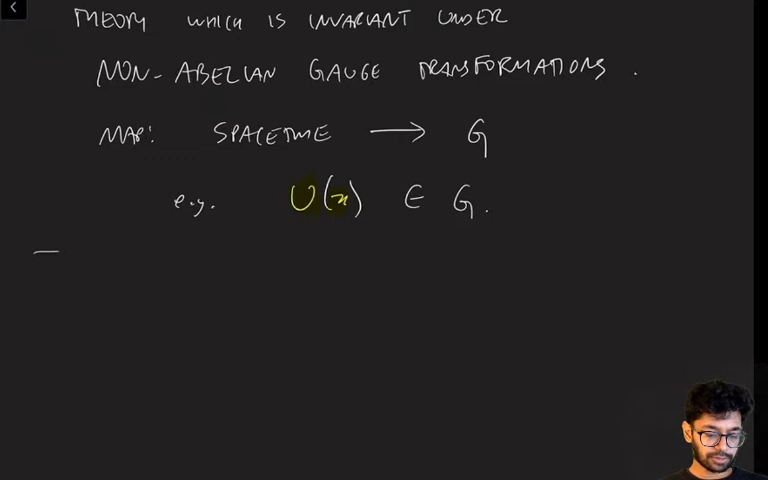 THEORY which is INVARIANT UNDER
NON-ABELIAN GAUGE TRANSFORMATIONS.
MAP: SPACETIME ⟶ G
e.g. U(x) ∈ G.